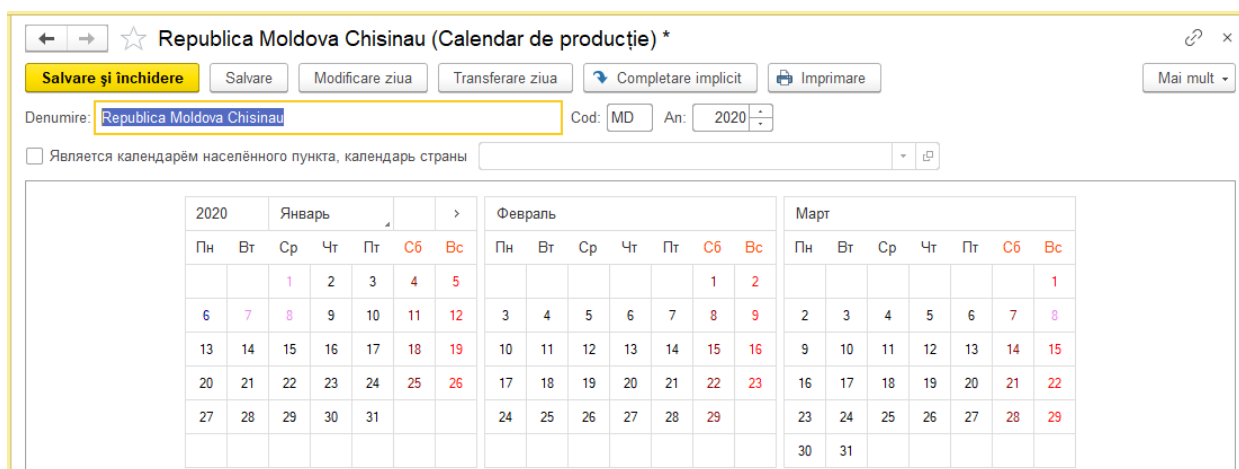 Republica Moldova Chisinau (Calendar de producție) *
Salvare și închidere Salvare Modificare ziua Transferare ziua Completare implicit Imprimare Mai mult
Denumire: Republica Moldova Chisinau Cod: MD An: 2020
Является календарём населённого пункта, календарь страны
2020 Январь > Февраль Март
Пн Вт Ср Чт Пт Сб Вс Пн Вт Ср Чт Пт Сб Вс Пн Вт Ср Чт Пт Сб Вс
1 2 3 4 5 1 2 1
6 7 8 9 10 11 12 3 4 5 6 7 8 9 2 3 4 5 6 7 8
13 14 15 16 17 18 19 10 11 12 13 14 15 16 9 10 11 12 13 14 15
20 21 22 23 24 25 26 17 18 19 20 21 22 23 16 17 18 19 20 21 22
27 28 29 30 31 24 25 26 27 28 29 23 24 25 26 27 28 29
30 31